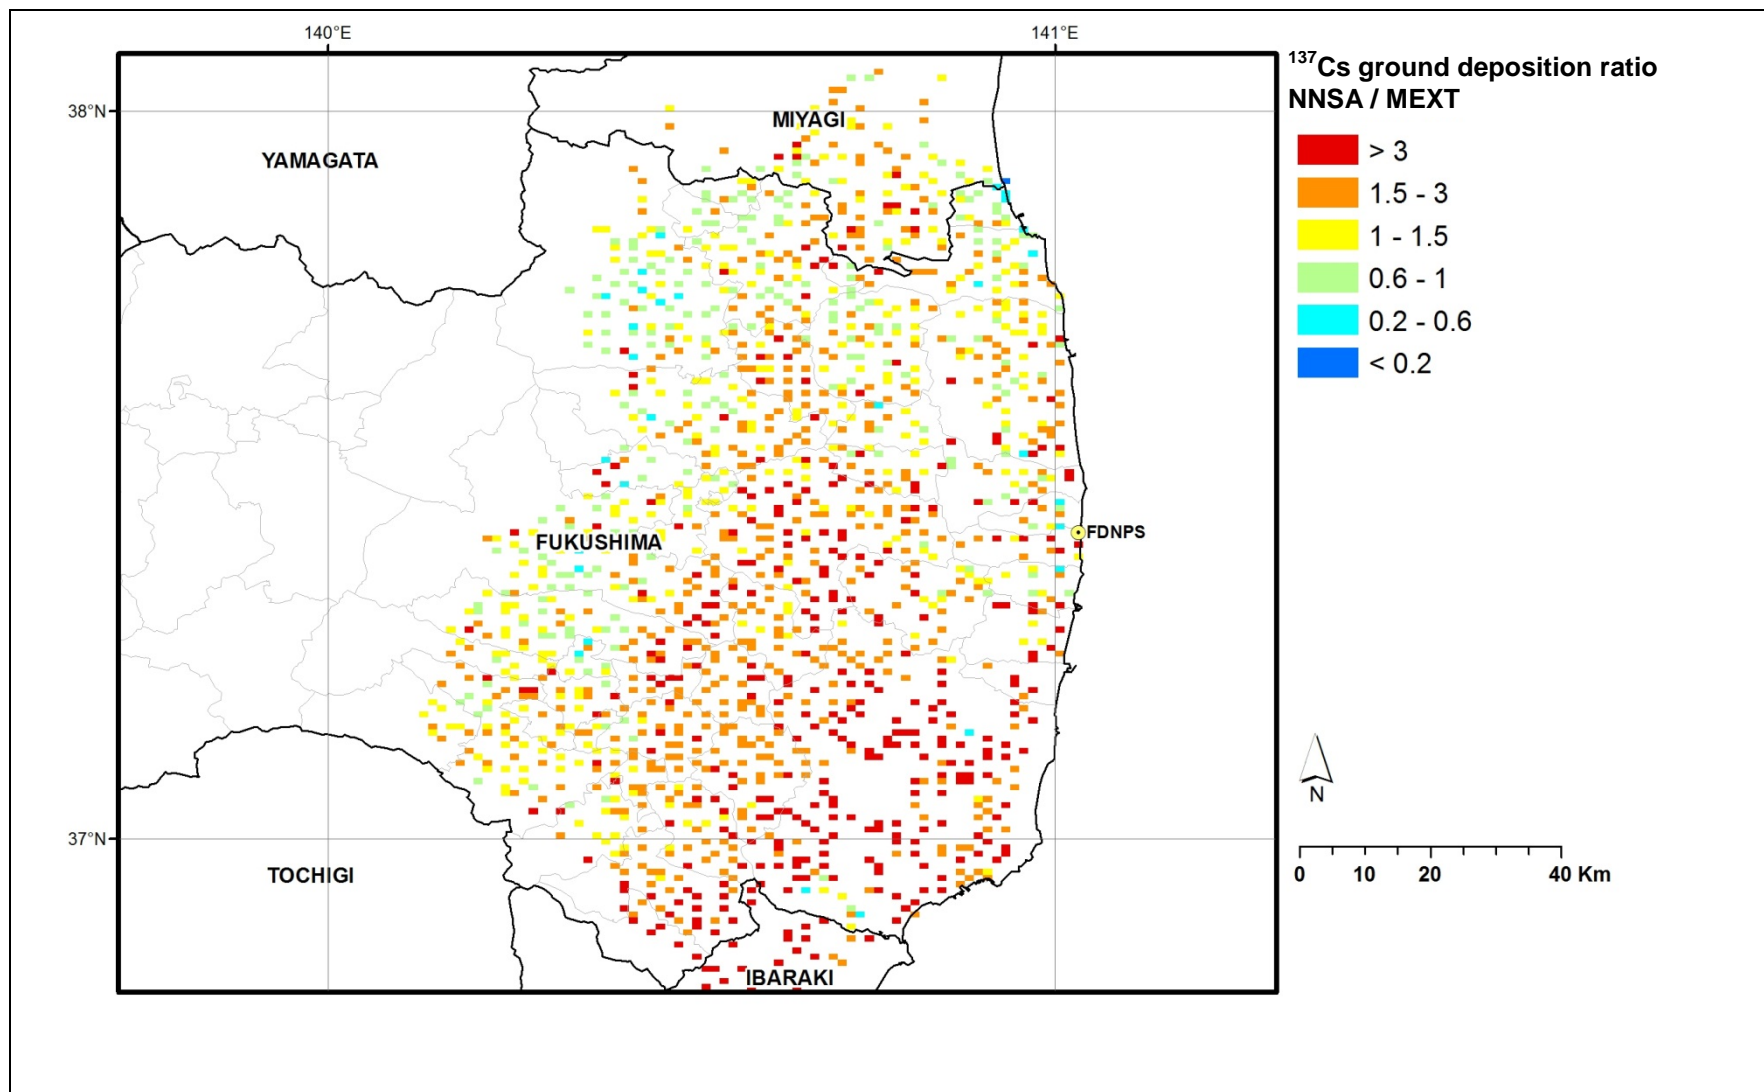 140°E 141°E
¹³⁷Cs ground deposition ratio
NNSA / MEXT
38°N
MIYAGI
YAMAGATA
> 3
1.5 - 3
1 - 1.5
0.6 - 1
0.2 - 0.6
< 0.2
FUKUSHIMA
FDNPS
N
37°N
TOCHIGI
0 10 20 40 Km
IBARAKI